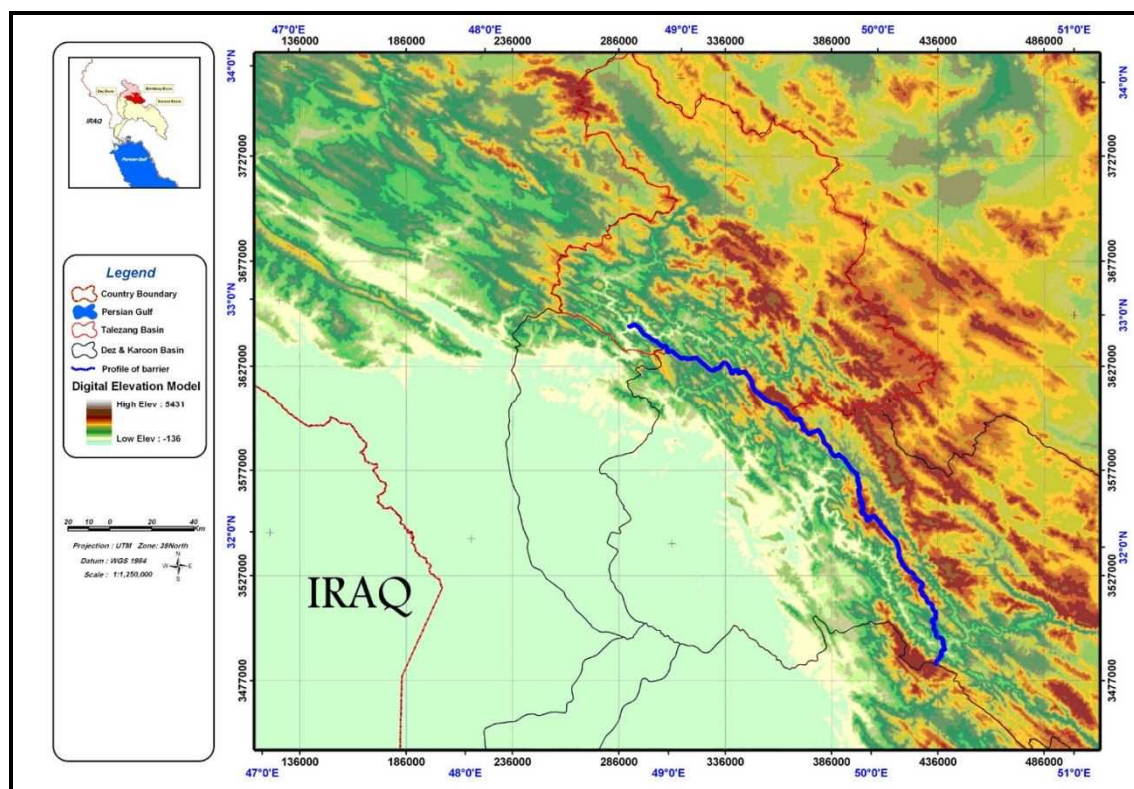 47°0'E 48°0'E 49°0'E 50°0'E 51°0'E
136000 186000 236000 286000 336000 386000 436000 486000
34°0'N
3727000
3677000
33°0'N
3627000
3577000
32°0'N
3527000
3477000
IRAQ
Persian Gulf
Legend
Country Boundary
Persian Gulf
Talezang Basin
Dez & Karoon Basin
Profile of barrier
Digital Elevation Model
High Elev : 5431
Low Elev : -136
20 10 0 20 40
Km
Projection : UTM Zone: 39North
Datum : WGS 1984
Scale : 1:1,250,000
N
W E
S
IRAQ
34°0'N
3727000
3677000
33°0'N
3627000
3577000
32°0'N
3527000
3477000
136000 186000 236000 286000 336000 386000 436000 486000
47°0'E 48°0'E 49°0'E 50°0'E 51°0'E